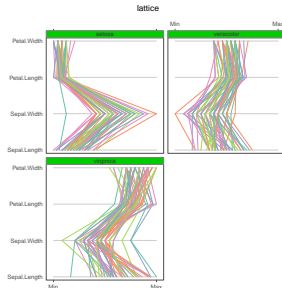 lattice
Min Max
setosa versicolor
Petal.Width
Petal.Length
Sepal.Width
Sepal.Length
virginica
Petal.Width
Petal.Length
Sepal.Width
Sepal.Length
Min Max